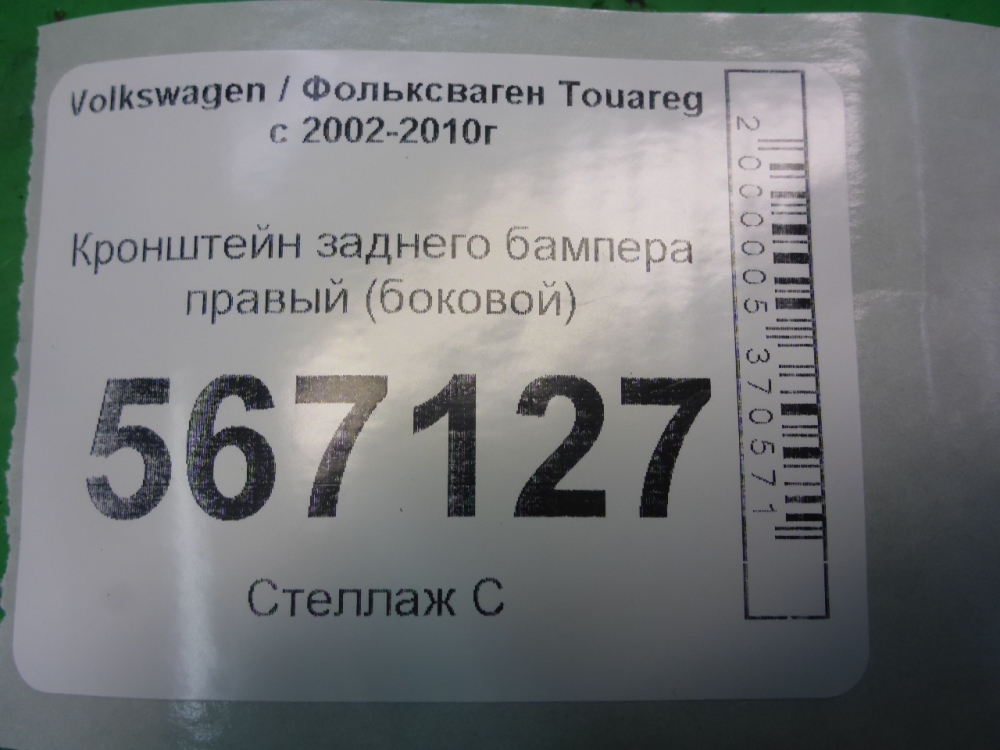 Volkswagen / Фольксваген Touareg
с 2002-2010г
Кронштейн заднего бампера
правый (боковой)
567127
Стеллаж С
2000005370571